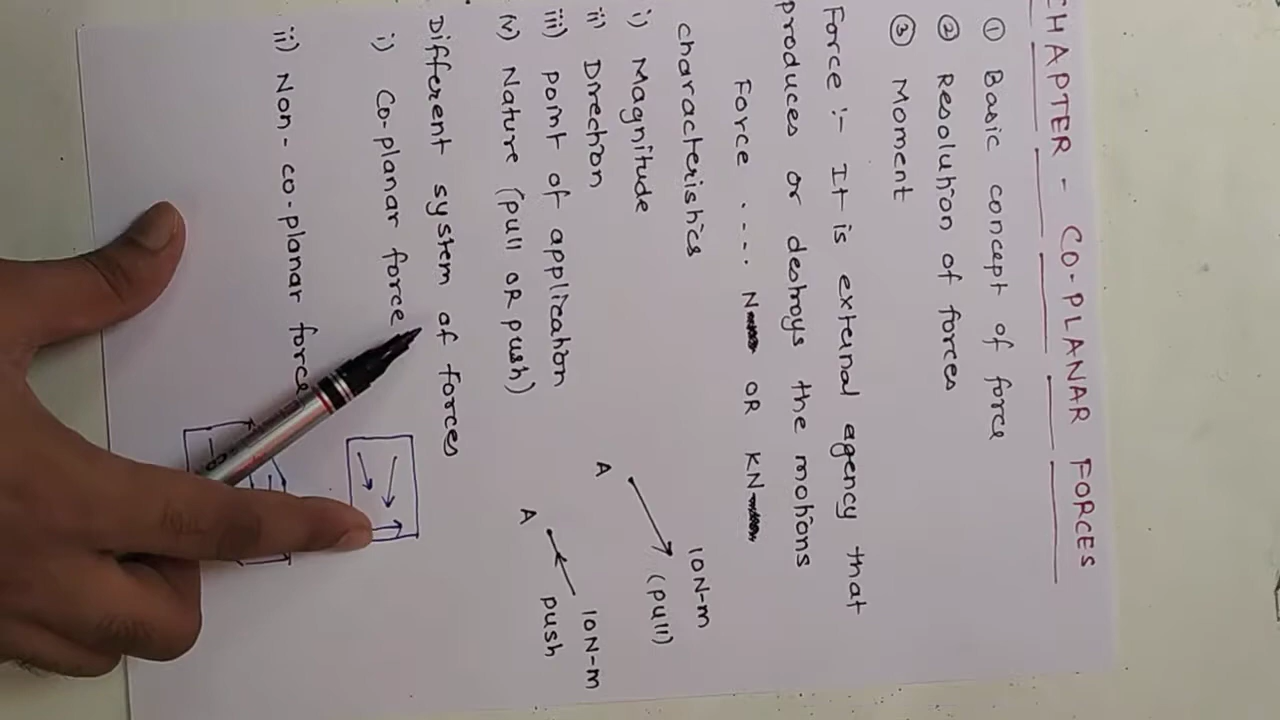 CHAPTER - CO-PLANAR FORCES
① Basic concept of force
② Resolution of forces
③ Moment
Force :- It is external agency that
produces or destroys the motions
Force .... N OR KN
characteristics
i) Magnitude
ii) Direction
iii) point of application
iv) Nature (pull OR push)
A 10N-m
(pull)
A 10N-m
push
Different system of forces
i) Co-planar force
ii) Non-co-planar force